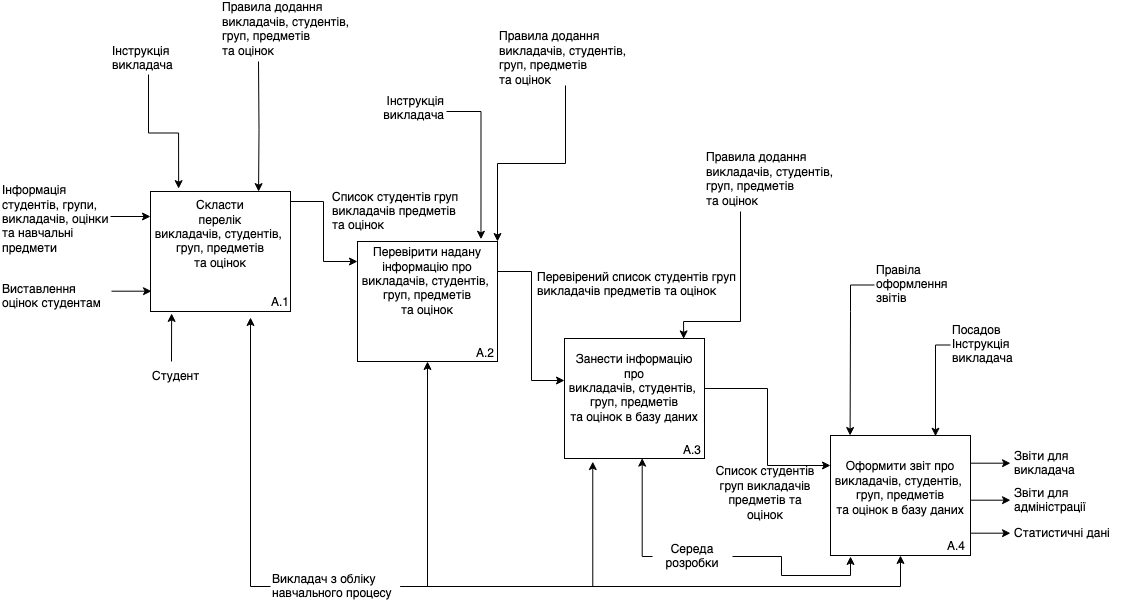 Правила додання
викладачів, студентів,
груп, предметів
та оцінок
Інструкція
викладача
Правила додання
викладачів, студентів,
груп, предметів
та оцінок
Інструкція
викладача
Правила додання
викладачів, студентів,
груп, предметів
та оцінок
Інформація
студентів, групи,
викладачів, оцінки
та навчальні
предмети
Виставлення
оцінок студентам
Скласти
перелік
викладачів, студентів,
груп, предметів
та оцінок
А.1
Студент
Список студентів груп
викладачів предметів
та оцінок
Перевірити надану
інформацію про
викладачів, студентів,
груп, предметів
та оцінок
А.2
Перевірений список студентів груп
викладачів предметів та оцінок
Занести інформацію
про
викладачів, студентів,
груп, предметів
та оцінок в базу даних
А.3
Правіла
оформлення
звітів
Посадов
Інструкція
викладача
Список студентів
груп викладачів
предметів та
оцінок
Оформити звіт про
викладачів, студентів,
груп, предметів
та оцінок в базу даних
А.4
Звіти для
викладача
Звіти для
адміністрації
Статистичні дані
Середа
розробки
Викладач з обліку
навчального процесу